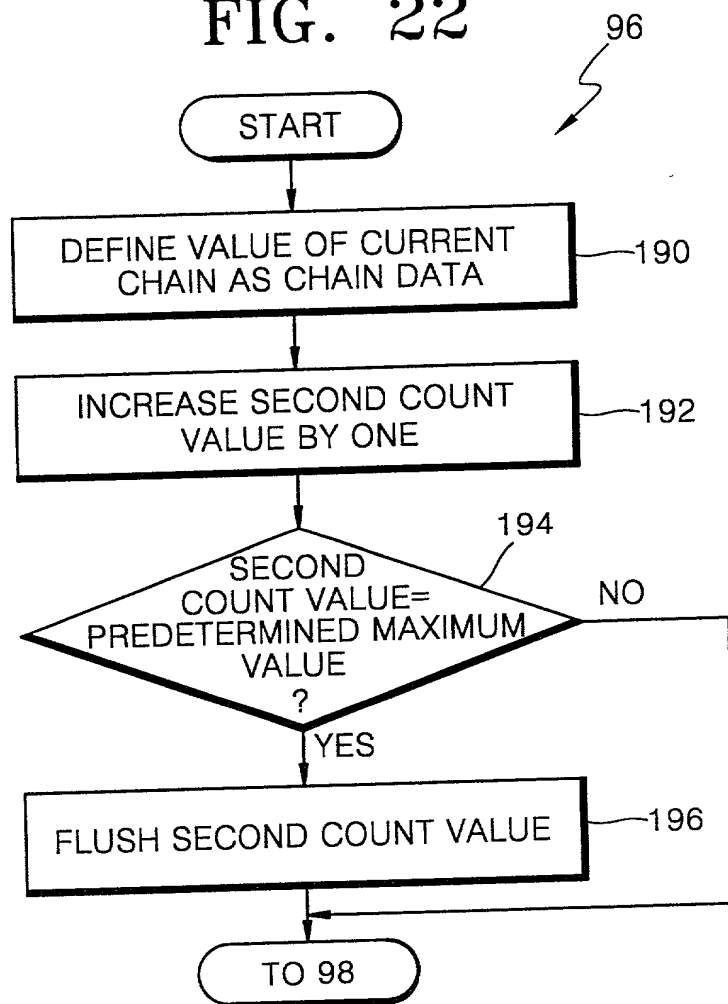 FIG. 22
96
START
DEFINE VALUE OF CURRENT
CHAIN AS CHAIN DATA
190
INCREASE SECOND COUNT
VALUE BY ONE
192
194
SECOND
COUNT VALUE=
PREDETERMINED MAXIMUM
VALUE
?
NO
YES
FLUSH SECOND COUNT VALUE
196
TO 98